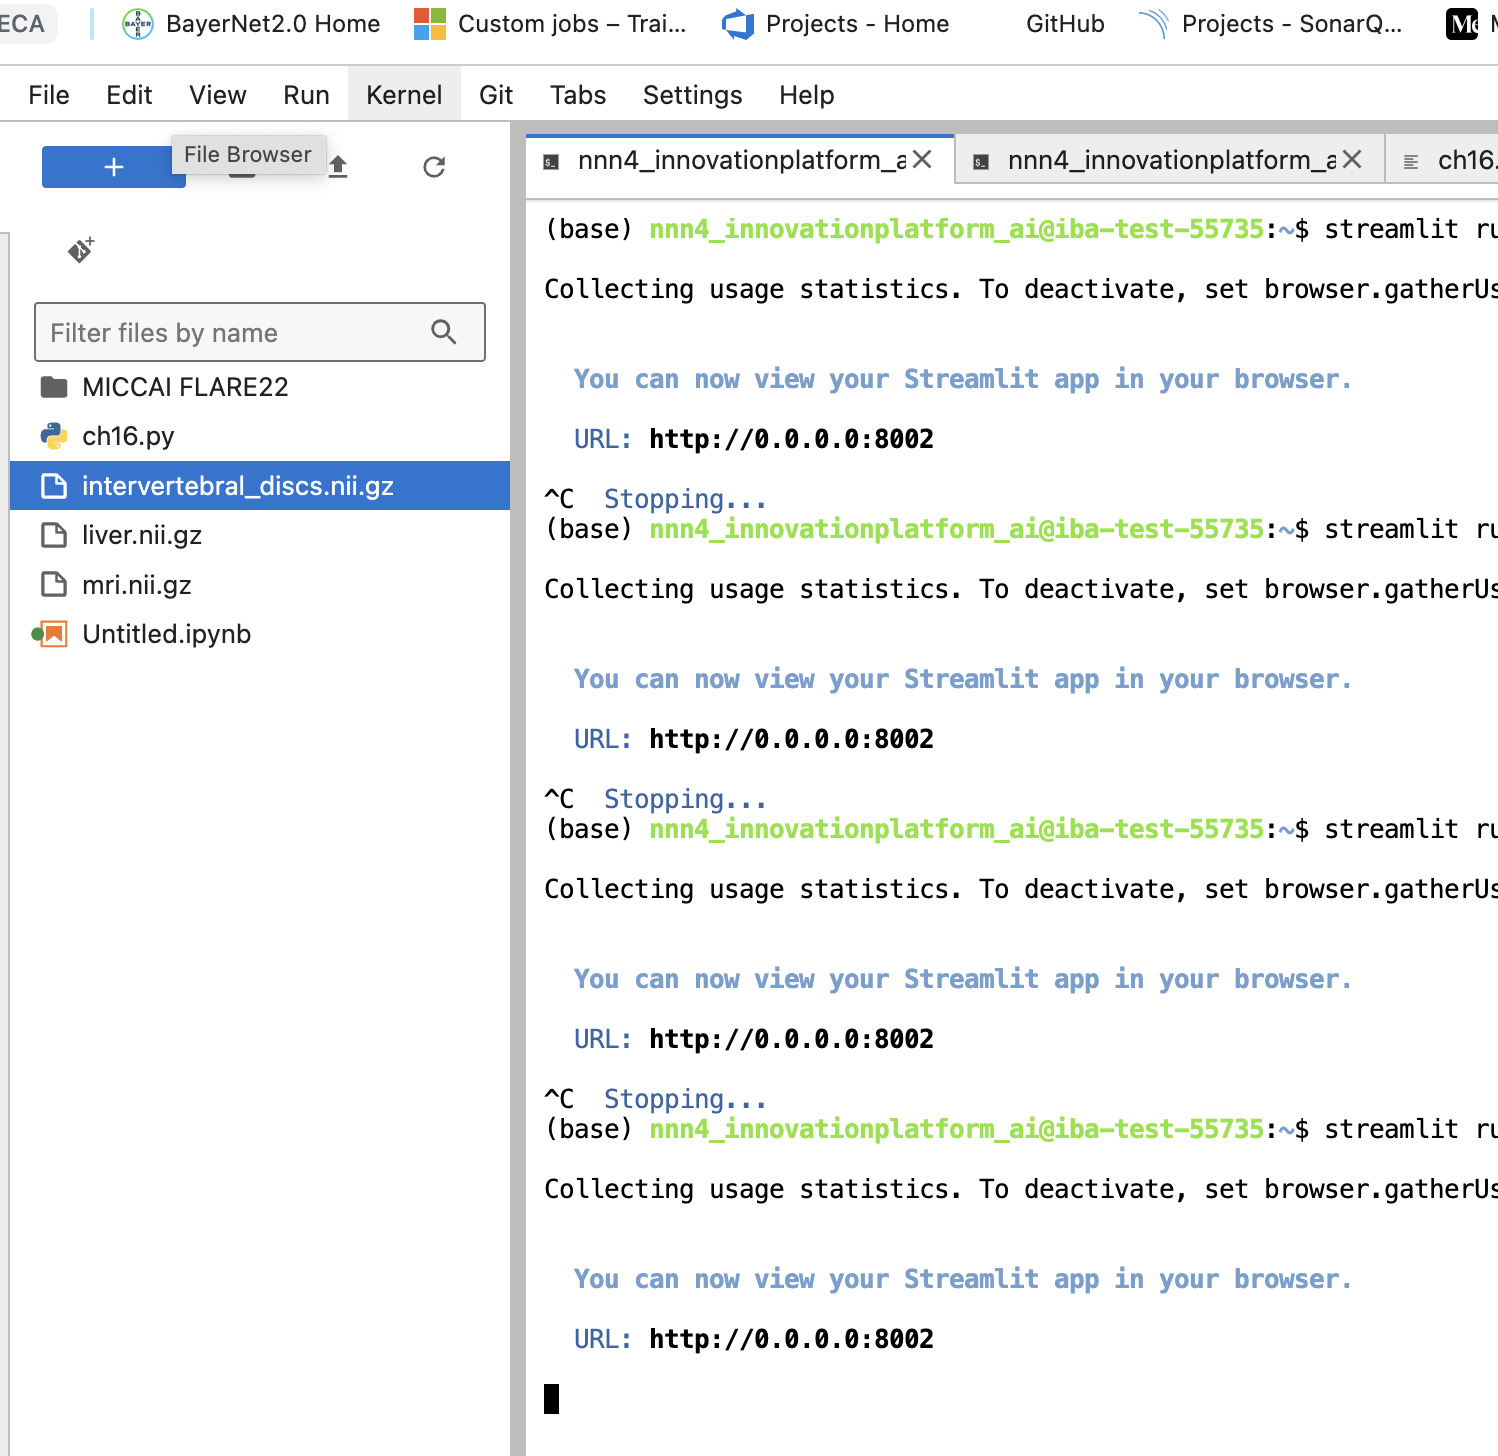 ECA
BayerNet2.0 Home
Custom jobs – Trai...
Projects - Home
GitHub
Projects - SonarQ...
File Edit View Run Kernel Git Tabs Settings Help
+
File Browser
Filter files by name
MICCAI FLARE22
ch16.py
intervertebral_discs.nii.gz
liver.nii.gz
mri.nii.gz
Untitled.ipynb
nnn4_innovationplatform_a
nnn4_innovationplatform_a
ch16.
(base) nnn4_innovationplatform_ai@iba-test-55735:~$ streamlit ru
Collecting usage statistics. To deactivate, set browser.gatherUs
You can now view your Streamlit app in your browser.
URL: http://0.0.0.0:8002
^C Stopping...
(base) nnn4_innovationplatform_ai@iba-test-55735:~$ streamlit ru
Collecting usage statistics. To deactivate, set browser.gatherUs
You can now view your Streamlit app in your browser.
URL: http://0.0.0.0:8002
^C Stopping...
(base) nnn4_innovationplatform_ai@iba-test-55735:~$ streamlit ru
Collecting usage statistics. To deactivate, set browser.gatherUs
You can now view your Streamlit app in your browser.
URL: http://0.0.0.0:8002
^C Stopping...
(base) nnn4_innovationplatform_ai@iba-test-55735:~$ streamlit ru
Collecting usage statistics. To deactivate, set browser.gatherUs
You can now view your Streamlit app in your browser.
URL: http://0.0.0.0:8002